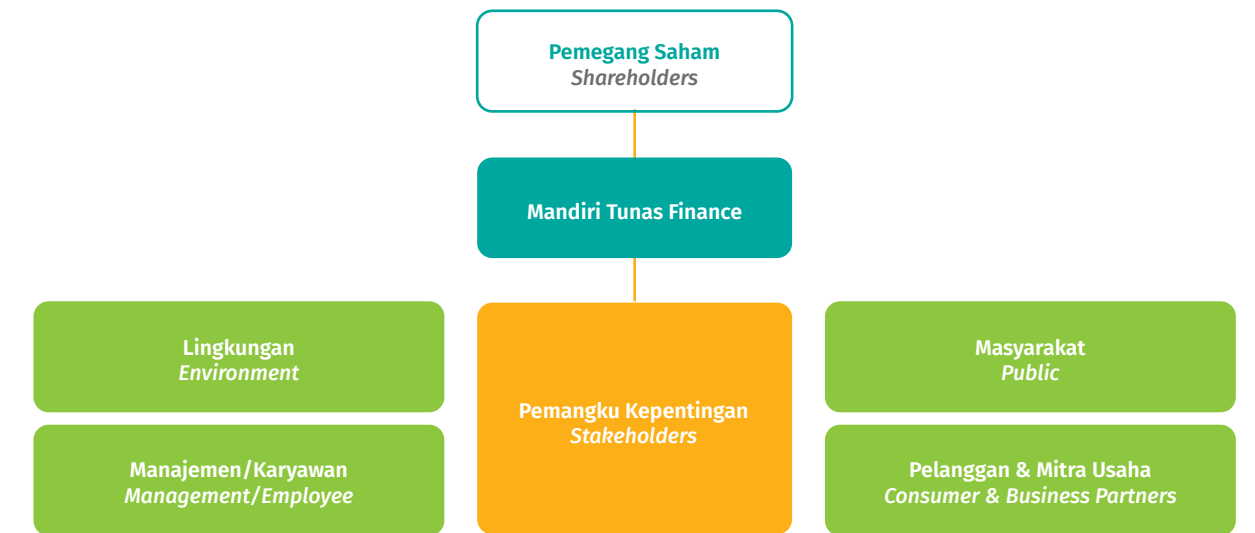 Pemegang Saham
Shareholders
Mandiri Tunas Finance
Lingkungan
Environment
Manajemen/Karyawan
Management/Employee
Pemangku Kepentingan
Stakeholders
Masyarakat
Public
Pelanggan & Mitra Usaha
Consumer & Business Partners